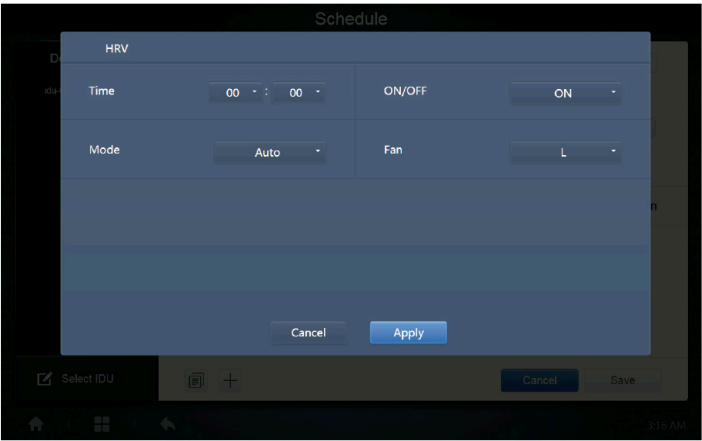 Schedule
HRV
Time 00 : 00 ON/OFF ON
Mode Auto Fan L
Cancel Apply
Select IDU Cancel Save
3:16 AM